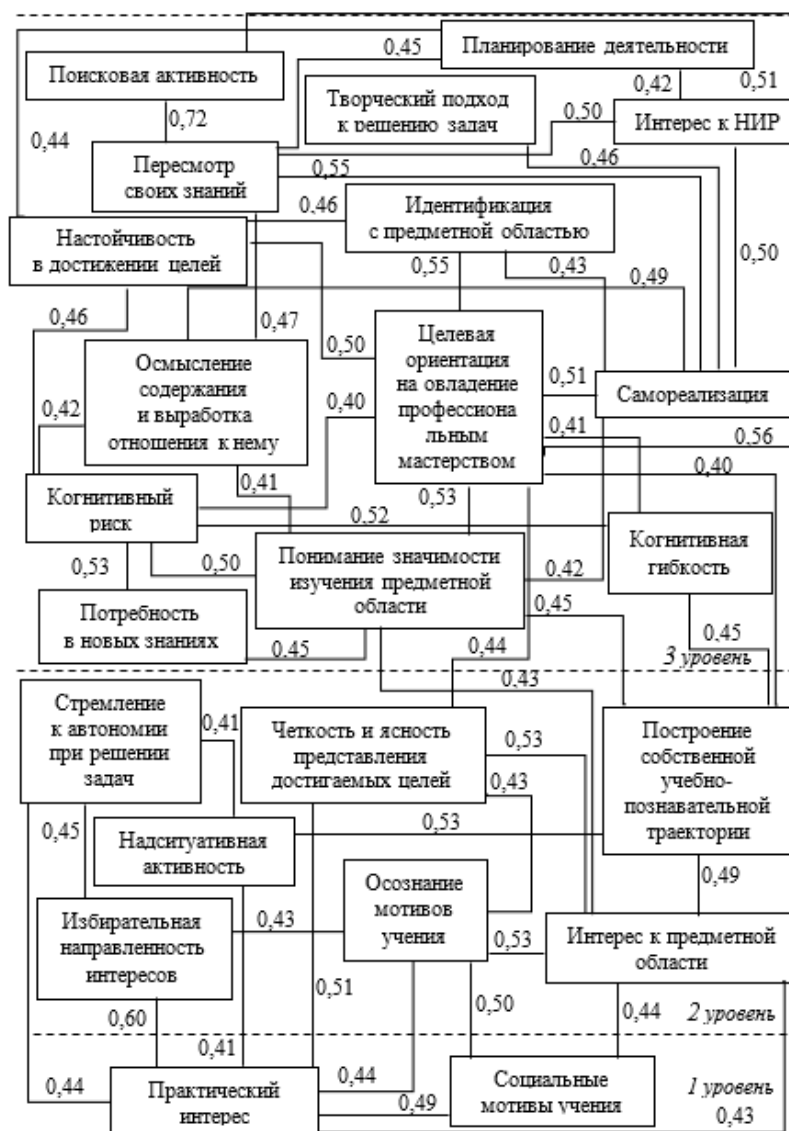 0,45
Планирование деятельности
Поисковая активность
0,42
0,51
Творческий подход
к решению задач
0,72
0,50
Интерес к НИР
0,44
Пересмотр
своих знаний
0,55
0,46
0,46
Идентификация
с предметной областью
Настойчивость
в достижении целей
0,50
0,55
0,43
0,49
0,46
0,47
0,50
Целевая
ориентация
на овладение
профессиона
льным
мастерством
Осмысление
содержания
и выработка
отношения к нему
0,51
Самореализация
0,42
0,40
0,41
0,56
0,41
0,53
0,40
Когнитивный
риск
0,52
Когнитивная
гибкость
0,53
0,50
Понимание значимости
изучения предметной
области
0,42
0,45
Потребность
в новых знаниях
0,45
0,44
0,45
3 уровень
0,43
Стремление
к автономии
при решении
задач
0,41
Четкость и ясность
представления
достигаемых целей
0,53
0,43
Построение
собственной
учебно-
познавательной
траектории
0,45
Надситуативная
активность
0,53
0,49
Осознание
мотивов
учения
Избирательная
направленность
интересов
0,43
0,53
Интерес к предметной
области
0,51
0,50
0,44
2 уровень
0,60
0,41
0,44
0,44
Практический
интерес
0,49
Социальные
мотивы учения
1 уровень
0,43